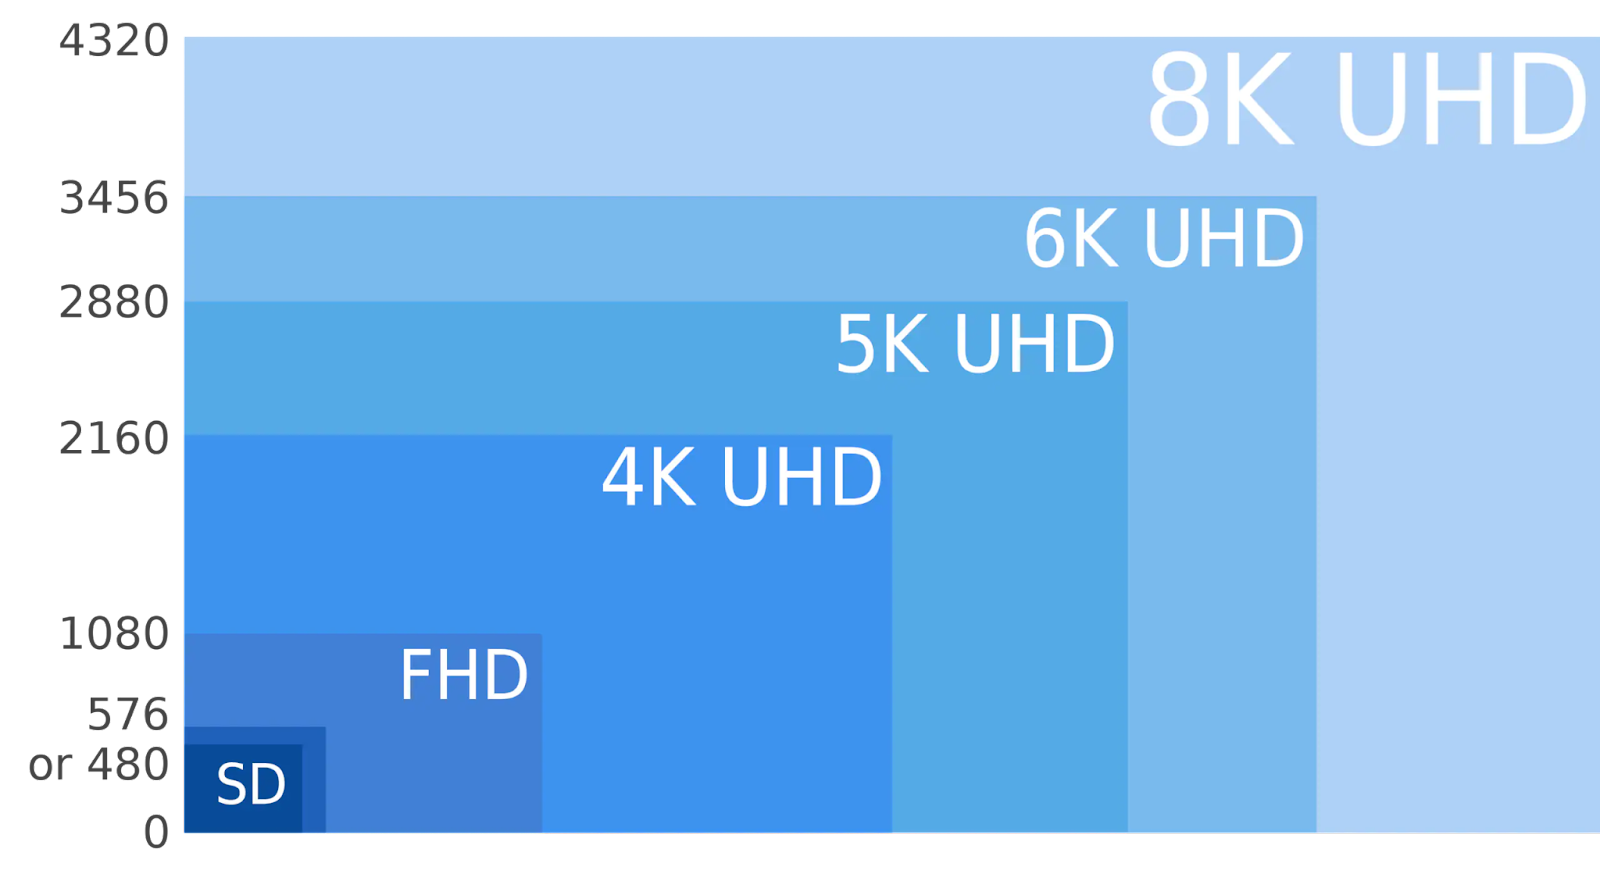 4320
8K UHD
3456
6K UHD
2880
5K UHD
2160
4K UHD
1080
FHD
576
or 480
SD
0